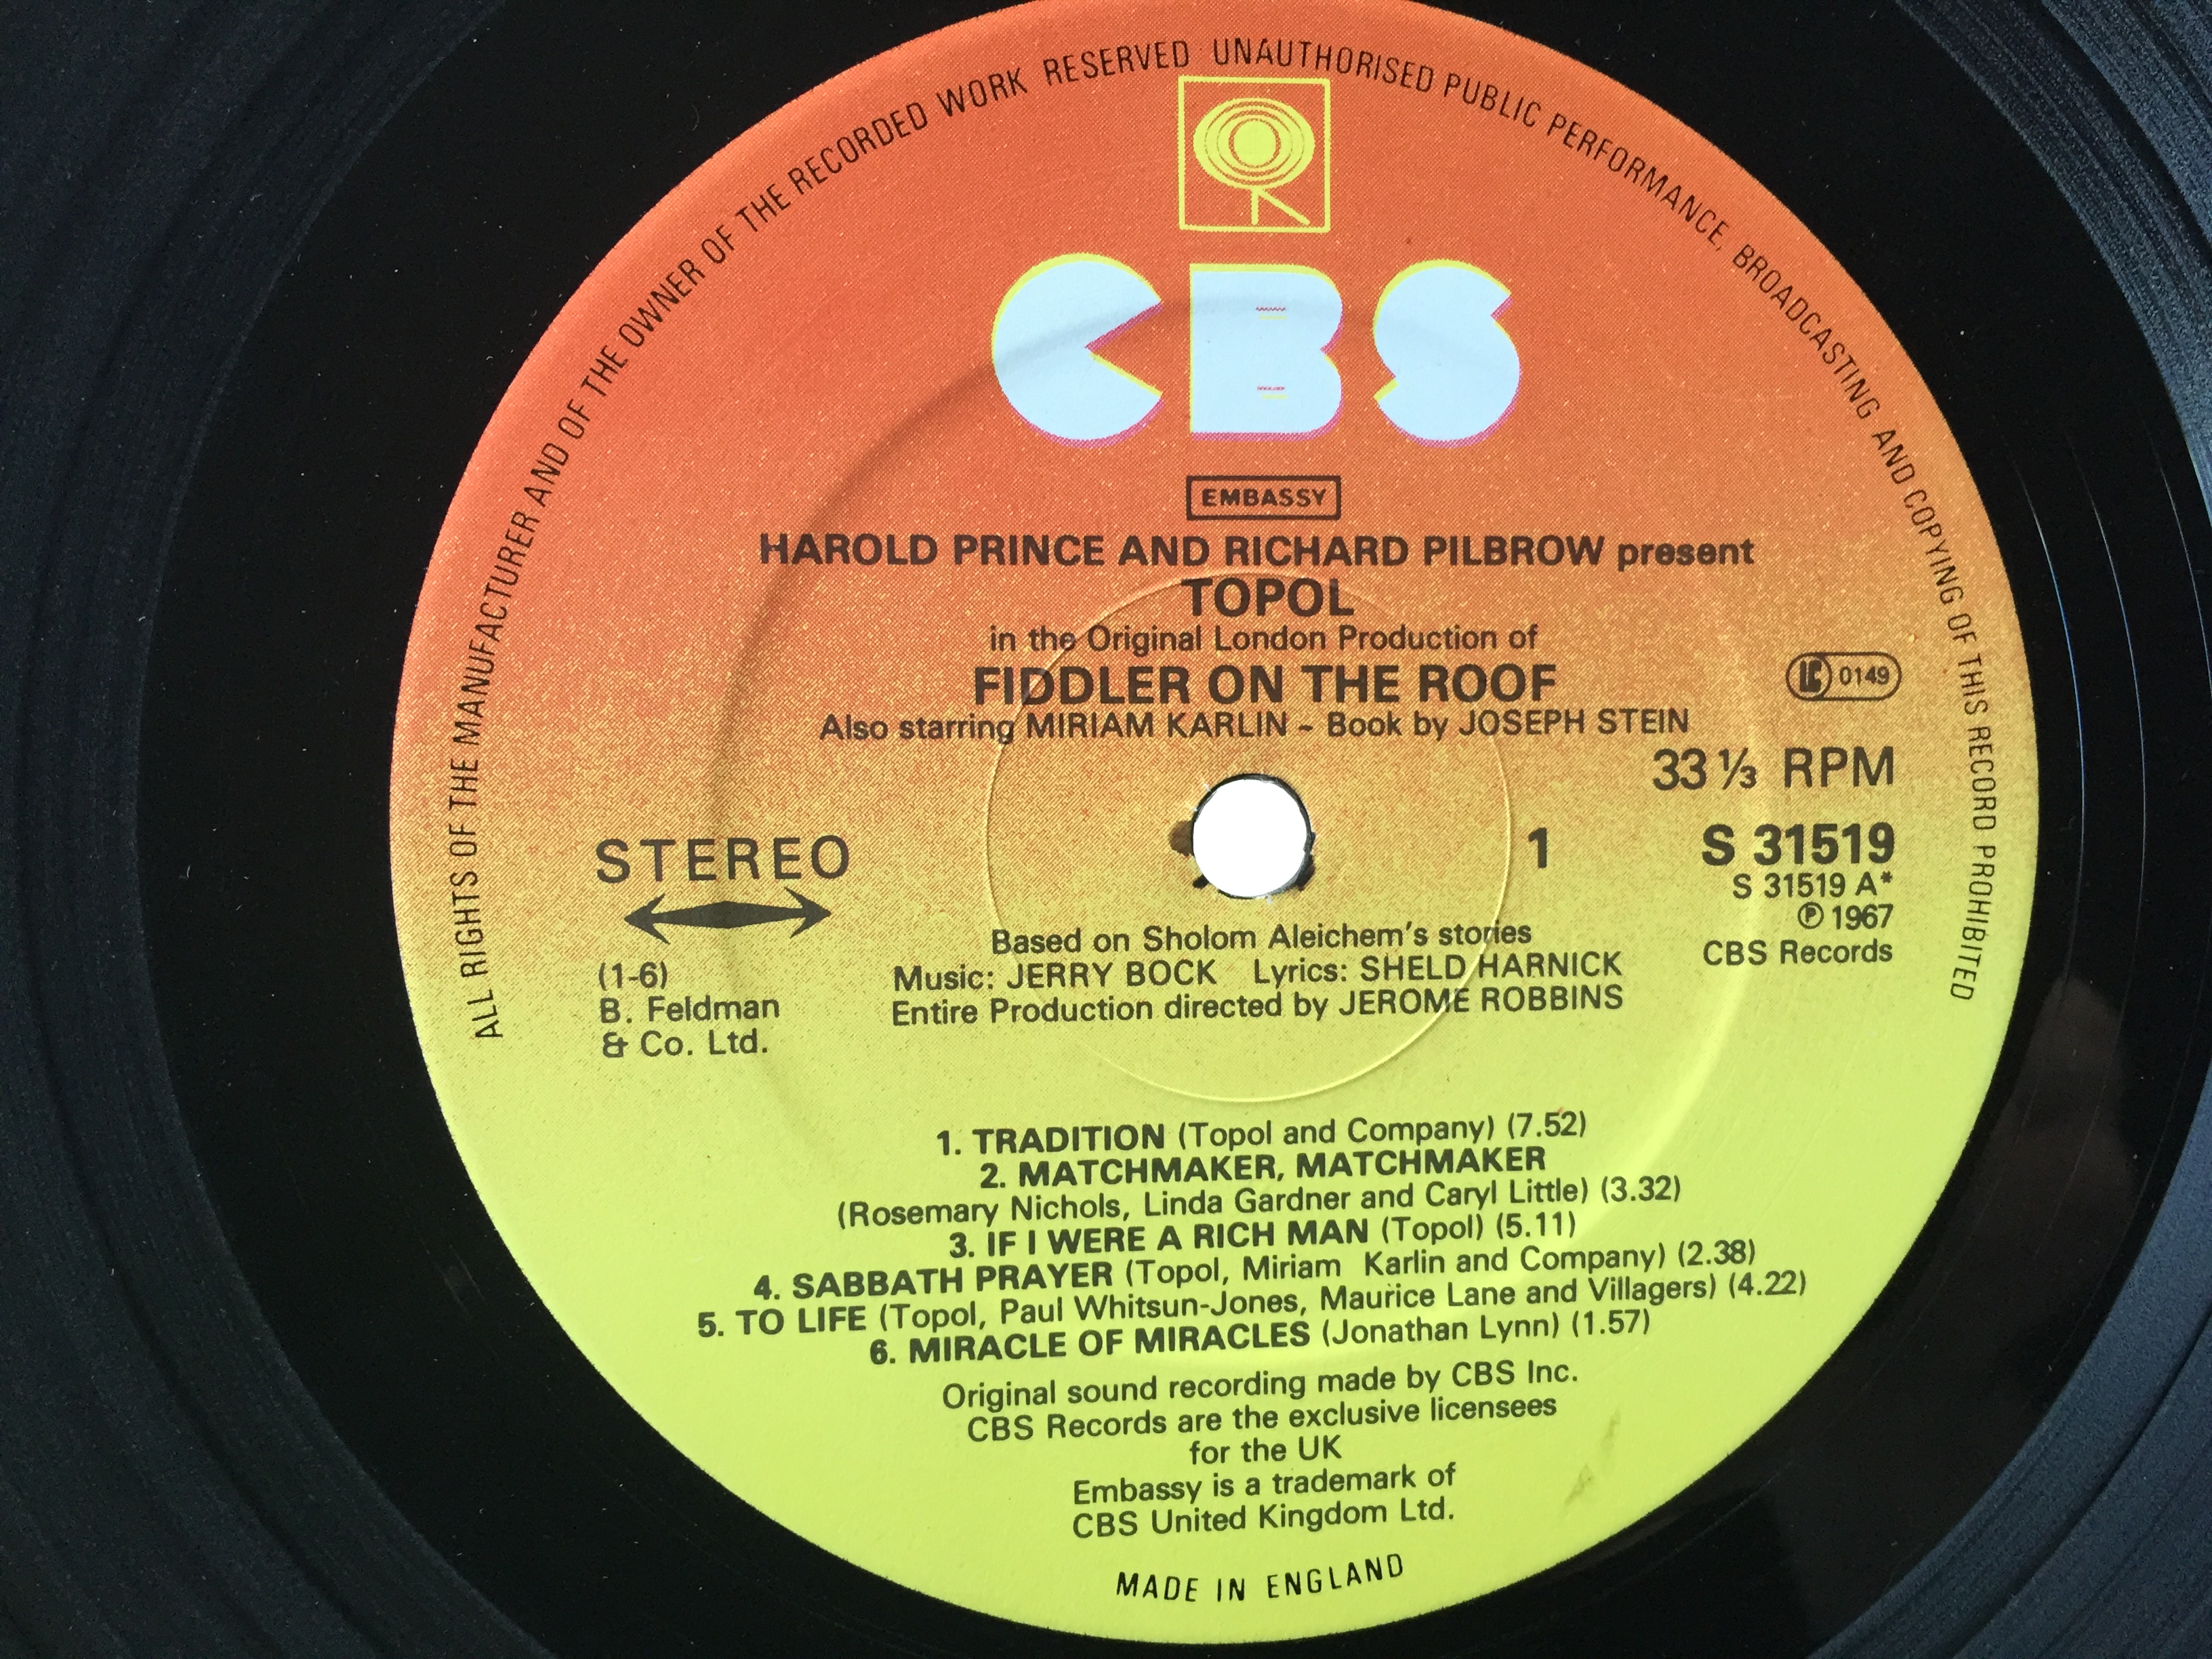 ALL RIGHTS OF THE MANUFACTURER AND OF THE OWNER OF THE RECORDED WORK RESERVED UNAUTHORISED PUBLIC PERFORMANCE, BROADCASTING AND COPYING OF THIS RECORD PROHIBITED
CBS
EMBASSY
HAROLD PRINCE AND RICHARD PILBROW present
TOPOL
in the Original London Production of
FIDDLER ON THE ROOF
LC 0149
Also starring MIRIAM KARLIN - Book by JOSEPH STEIN
33 ⅓ RPM
STEREO
1
S 31519
S 31519 A*
℗ 1967
CBS Records
(1-6)
B. Feldman
& Co. Ltd.
Based on Sholom Aleichem's stories
Music: JERRY BOCK Lyrics: SHELD HARNICK
Entire Production directed by JEROME ROBBINS
1. TRADITION (Topol and Company) (7.52)
2. MATCHMAKER, MATCHMAKER
(Rosemary Nichols, Linda Gardner and Caryl Little) (3.32)
3. IF I WERE A RICH MAN (Topol) (5.11)
4. SABBATH PRAYER (Topol, Miriam Karlin and Company) (2.38)
5. TO LIFE (Topol, Paul Whitsun-Jones, Maurice Lane and Villagers) (4.22)
6. MIRACLE OF MIRACLES (Jonathan Lynn) (1.57)
Original sound recording made by CBS Inc.
CBS Records are the exclusive licensees
for the UK
Embassy is a trademark of
CBS United Kingdom Ltd.
MADE IN ENGLAND